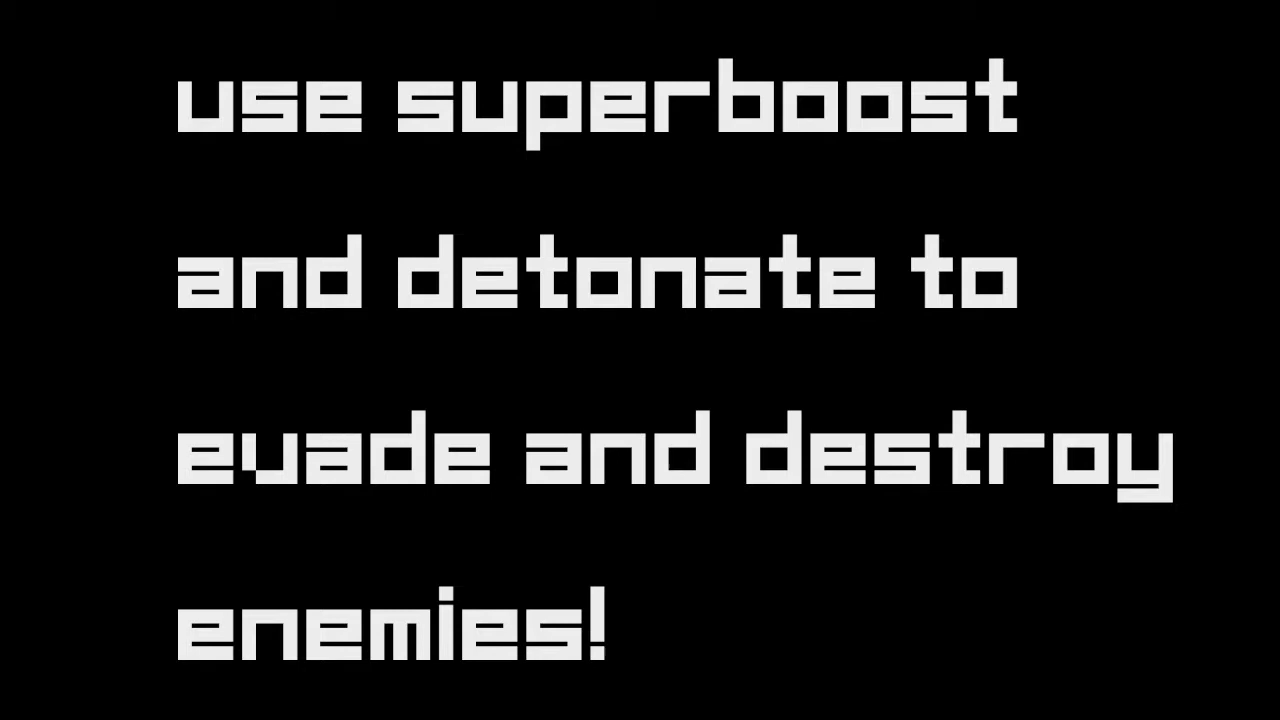 use superboost
and detonate to
evade and destroy
enemies!